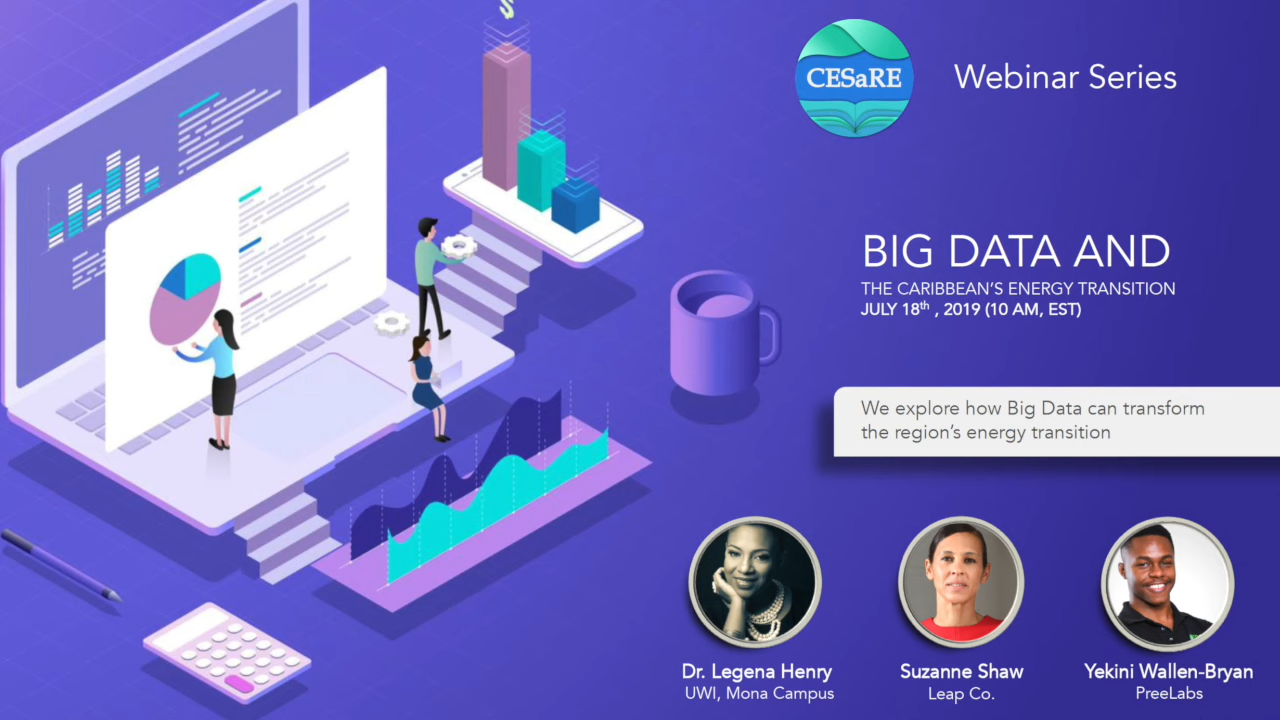 $
CESaRE
Webinar Series
BIG DATA AND
THE CARIBBEAN'S ENERGY TRANSITION
JULY 18th , 2019 (10 AM, EST)
We explore how Big Data can transform
the region's energy transition
Dr. Legena Henry
UWI, Mona Campus
Suzanne Shaw
Leap Co.
Yekini Wallen-Bryan
PreeLabs